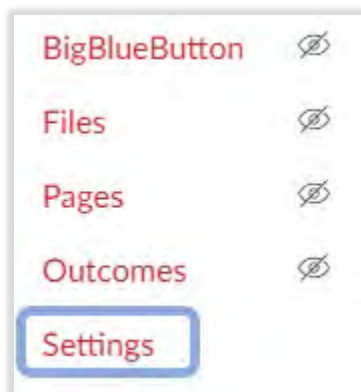 BigBlueButton
Files
Pages
Outcomes
Settings